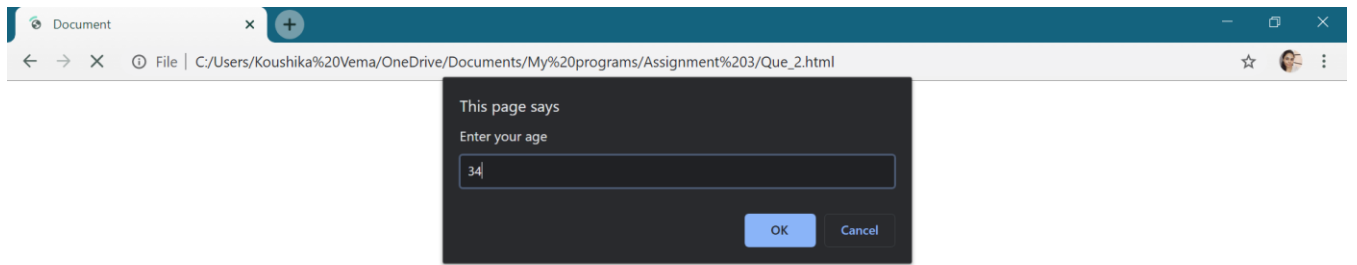 Document
File | C:/Users/Koushika%20Vema/OneDrive/Documents/My%20programs/Assignment%203/Que_2.html
This page says
Enter your age
34
OK Cancel